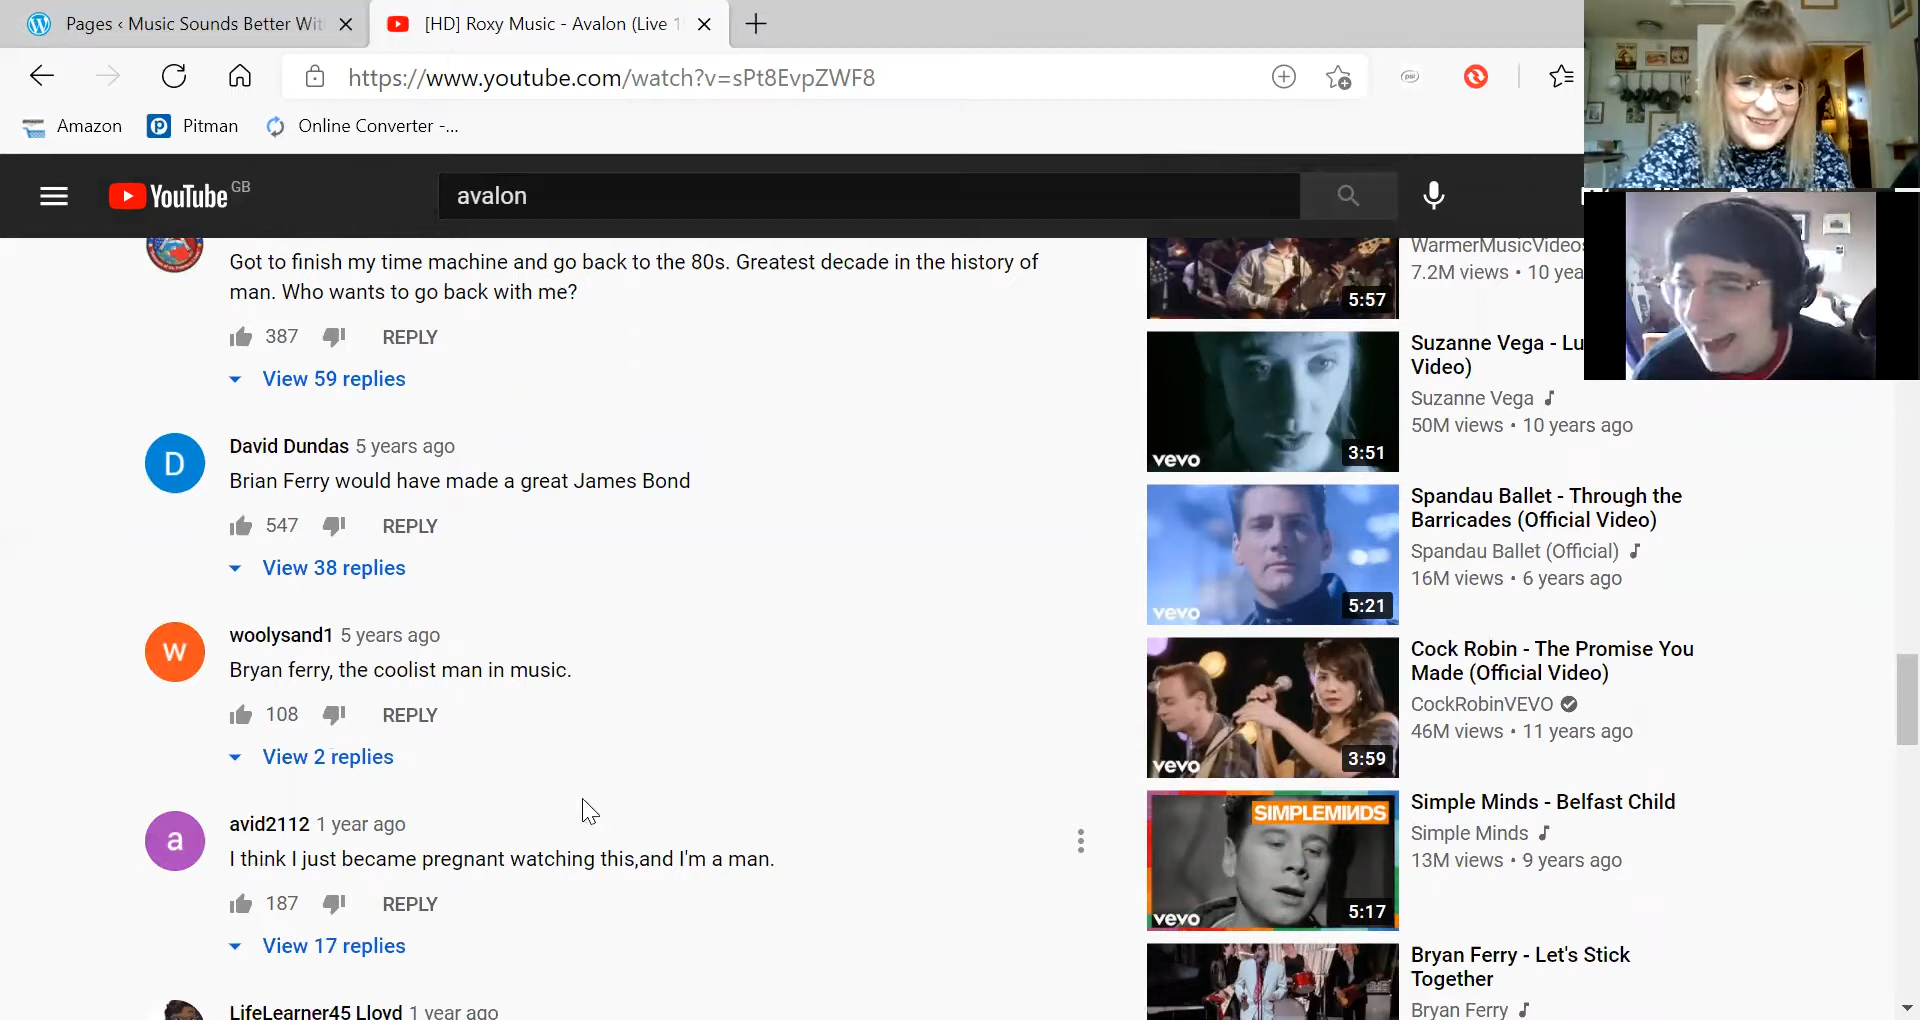 Pages ‹ Music Sounds Better Wit
[HD] Roxy Music - Avalon (Live 1
https://www.youtube.com/watch?v=sPt8EvpZWF8
psi
Amazon
Pitman
Online Converter -...
YouTube GB
avalon
Got to finish my time machine and go back to the 80s. Greatest decade in the history of
man. Who wants to go back with me?
387 REPLY
View 59 replies
D
David Dundas 5 years ago
Brian Ferry would have made a great James Bond
547 REPLY
View 38 replies
W
woolysand1 5 years ago
Bryan ferry, the coolist man in music.
108 REPLY
View 2 replies
a
avid2112 1 year ago
I think I just became pregnant watching this,and I'm a man.
187 REPLY
View 17 replies
LifeLearner45 Lloyd 1 year ago
5:57
WarmerMusicVideos
7.2M views • 10 yea
vevo
3:51
Suzanne Vega - Lu
Video)
Suzanne Vega
50M views • 10 years ago
vevo
5:21
Spandau Ballet - Through the
Barricades (Official Video)
Spandau Ballet (Official)
16M views • 6 years ago
vevo
3:59
Cock Robin - The Promise You
Made (Official Video)
CockRobinVEVO
46M views • 11 years ago
SIMPLEMINDS
vevo
5:17
Simple Minds - Belfast Child
Simple Minds
13M views • 9 years ago
Bryan Ferry - Let's Stick
Together
Bryan Ferry